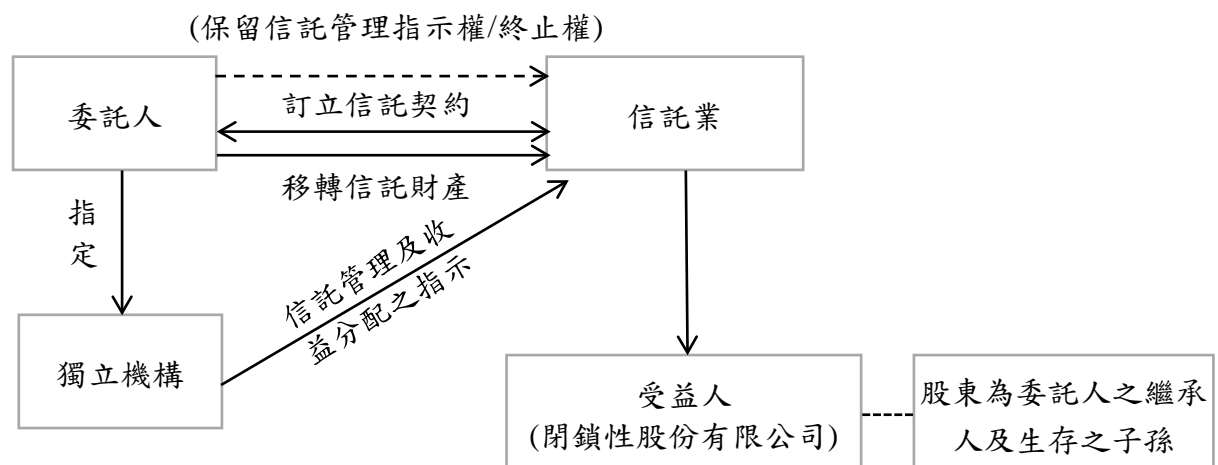 (保留信託管理指示權/終止權)
委託人
訂立信託契約
信託業
移轉信託財產
指
定
信託管理及收
益分配之指示
獨立機構
受益人
(閉鎖性股份有限公司)
股東為委託人之繼承
人及生存之子孫